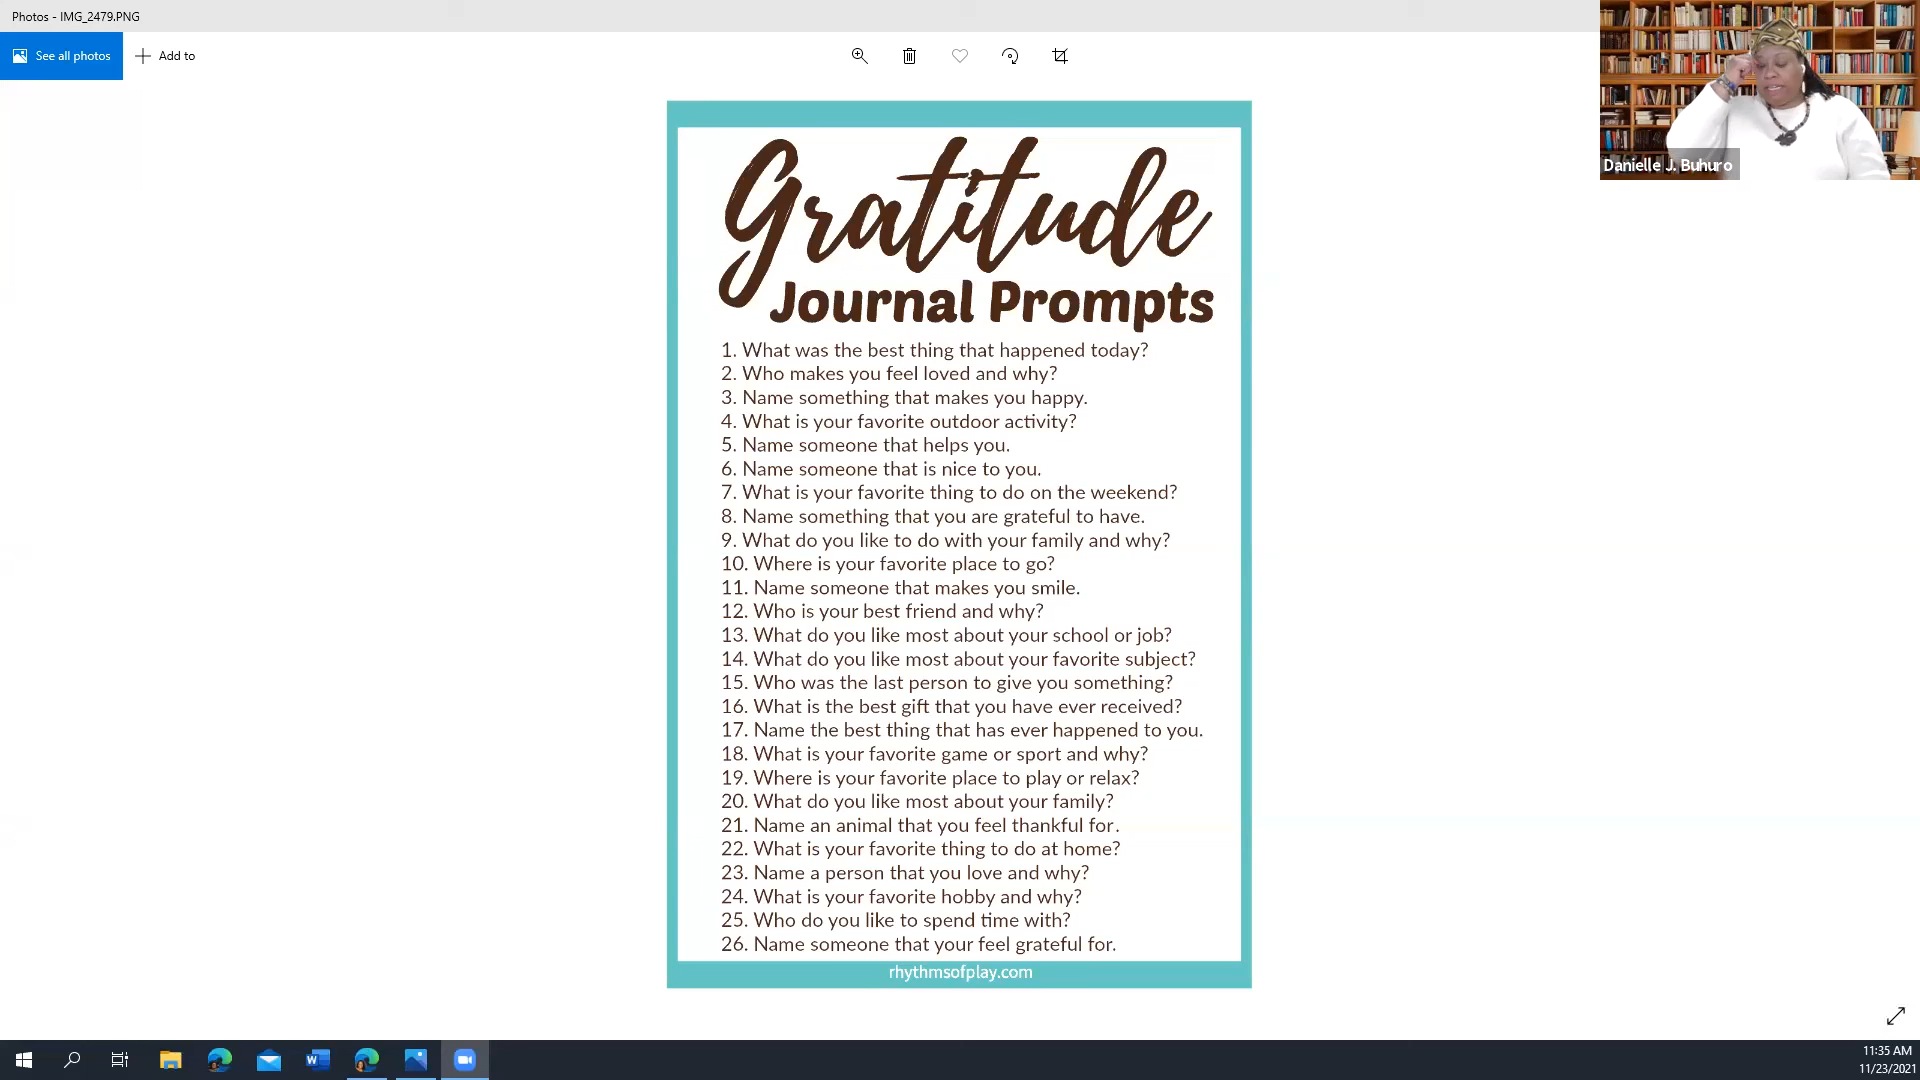 Photos - IMG_2479.PNG
See all photos
Add to
Danielle J. Buhuro
Gratitude
Journal Prompts
1. What was the best thing that happened today?
2. Who makes you feel loved and why?
3. Name something that makes you happy.
4. What is your favorite outdoor activity?
5. Name someone that helps you.
6. Name someone that is nice to you.
7. What is your favorite thing to do on the weekend?
8. Name something that you are grateful to have.
9. What do you like to do with your family and why?
10. Where is your favorite place to go?
11. Name someone that makes you smile.
12. Who is your best friend and why?
13. What do you like most about your school or job?
14. What do you like most about your favorite subject?
15. Who was the last person to give you something?
16. What is the best gift that you have ever received?
17. Name the best thing that has ever happened to you.
18. What is your favorite game or sport and why?
19. Where is your favorite place to play or relax?
20. What do you like most about your family?
21. Name an animal that you feel thankful for.
22. What is your favorite thing to do at home?
23. Name a person that you love and why?
24. What is your favorite hobby and why?
25. Who do you like to spend time with?
26. Name someone that your feel grateful for.
rhythmsofplay.com
11:35 AM
11/23/2021